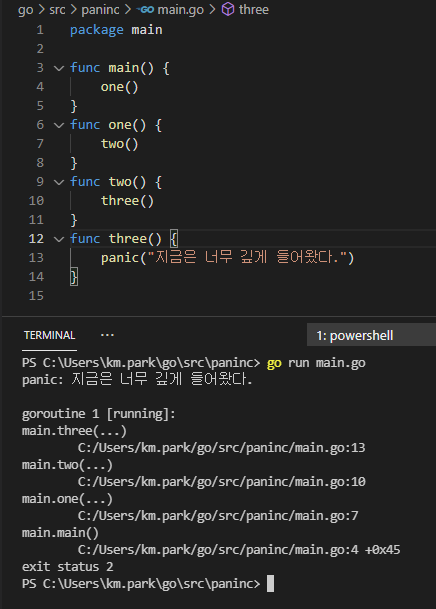 go > src > paninc > main.go > three
1 package main
2
3 func main() {
4 one()
5 }
6 func one() {
7 two()
8 }
9 func two() {
10 three()
11 }
12 func three() {
13 panic("지금은 너무 깊게 들어왔다.")
14 }
15
TERMINAL ... 1: powershell
PS C:\Users\km.park\go\src\paninc> go run main.go
panic: 지금은 너무 깊게 들어왔다.
goroutine 1 [running]:
main.three(...)
C:/Users/km.park/go/src/paninc/main.go:13
main.two(...)
C:/Users/km.park/go/src/paninc/main.go:10
main.one(...)
C:/Users/km.park/go/src/paninc/main.go:7
main.main()
C:/Users/km.park/go/src/paninc/main.go:4 +0x45
exit status 2
PS C:\Users\km.park\go\src\paninc>